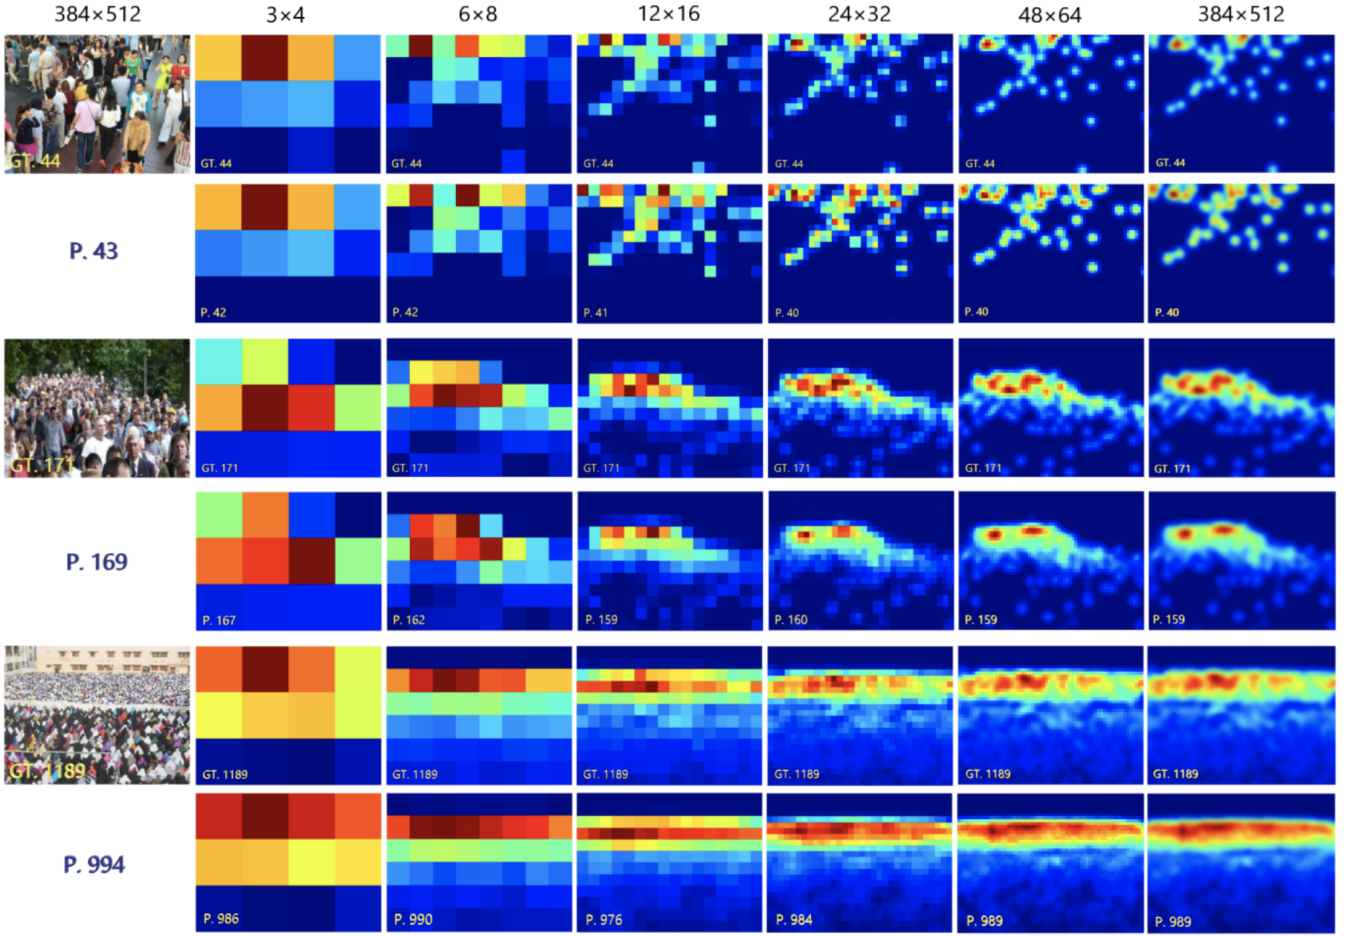 384×512 3×4 6×8 12×16 24×32 48×64 384×512
GT. 44 GT. 44 GT. 44 GT. 44 GT. 44 GT. 44 GT. 44
P. 43 P. 42 P. 42 P. 41 P. 40 P. 40 P. 40
GT. 171 GT. 171 GT. 171 GT. 171 GT. 171 GT. 171 GT. 171
P. 169 P. 167 P. 162 P. 159 P. 160 P. 159 P. 159
GT. 1189 GT. 1189 GT. 1189 GT. 1189 GT. 1189 GT. 1189 GT. 1189
P. 994 P. 986 P. 990 P. 976 P. 984 P. 989 P. 989